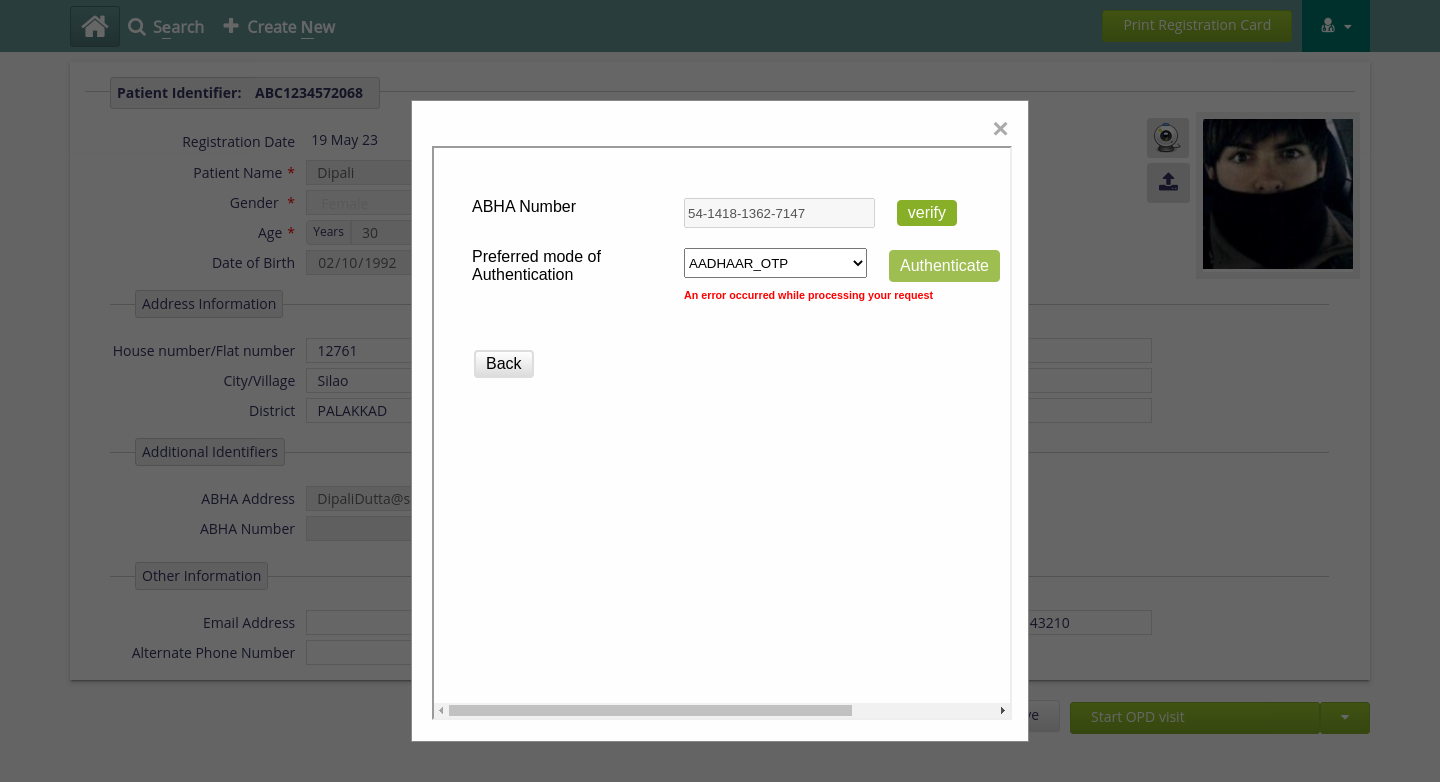 Search
Create New
Print Registration Card
Patient Identifier: ABC1234572068
×
Registration Date 19 May 23
Patient Name * Dipali
Gender * Female
Age * Years 30
Date of Birth 02/10/1992
ABHA Number 54-1418-1362-7147 verify
Preferred mode of
Authentication AADHAAR_OTP Authenticate
An error occurred while processing your request
Back
Address Information
House number/Flat number 12761
City/Village Silao
District PALAKKAD
Additional Identifiers
ABHA Address DipaliDutta@s
ABHA Number
Other Information
Email Address 43210
Alternate Phone Number
Start OPD visit